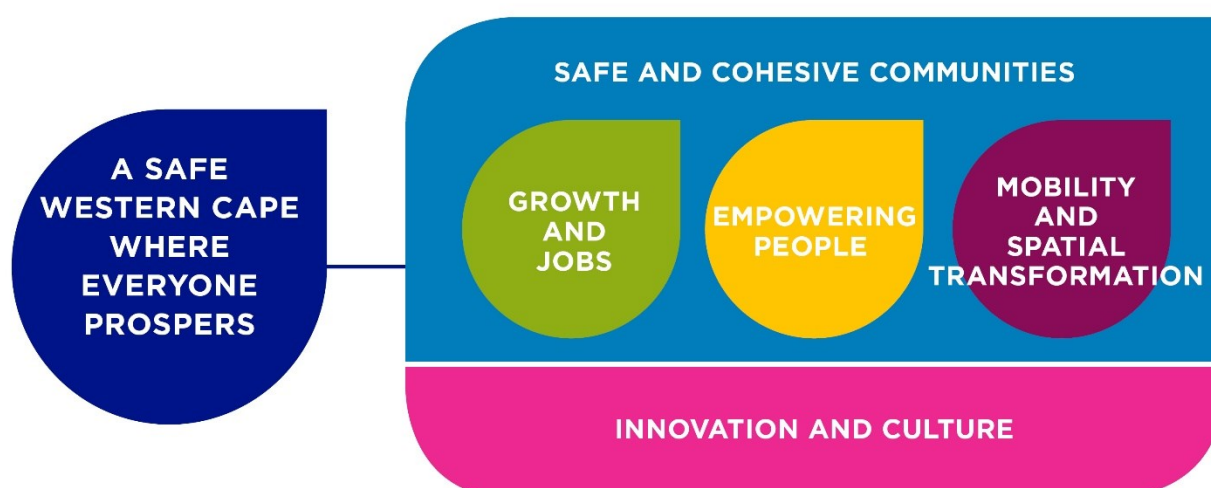 A SAFE
WESTERN CAPE
WHERE
EVERYONE
PROSPERS
SAFE AND COHESIVE COMMUNITIES
GROWTH
AND
JOBS
EMPOWERING
PEOPLE
MOBILITY
AND
SPATIAL
TRANSFORMATION
INNOVATION AND CULTURE